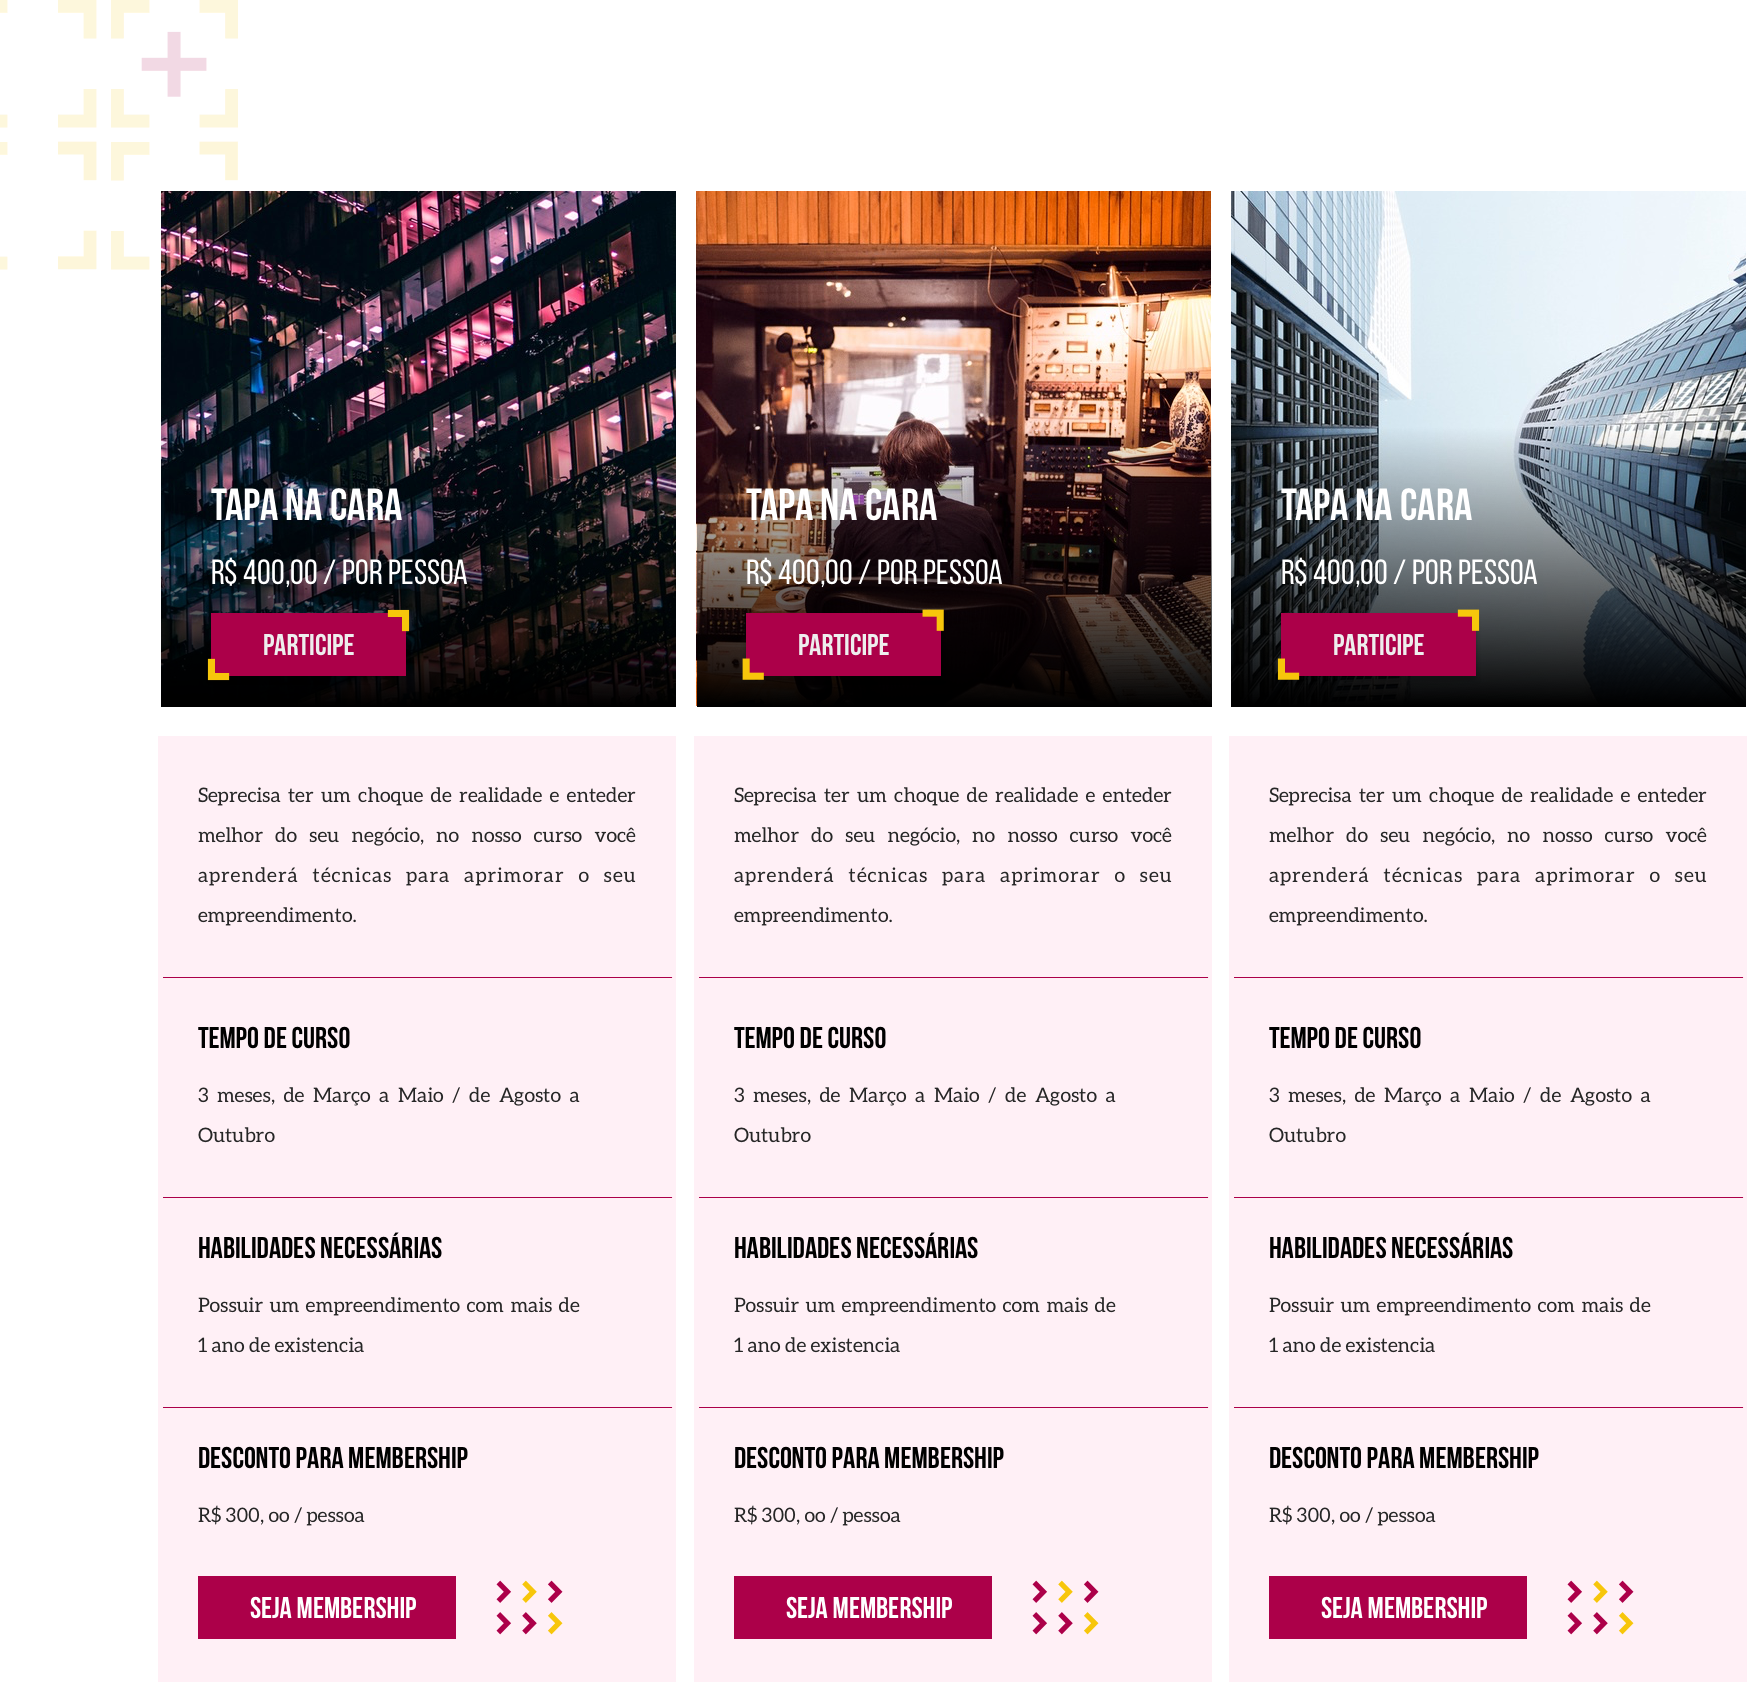 TAPA NA CARA
R$ 400,00 / POR PESSOA
PARTICIPE
Seprecisa ter um choque de realidade e enteder
melhor do seu negócio, no nosso curso você
aprenderá técnicas para aprimorar o seu
empreendimento.
TEMPO DE CURSO
3 meses, de Março a Maio / de Agosto a
Outubro
HABILIDADES NECESSÁRIAS
Possuir um empreendimento com mais de
1 ano de existencia
DESCONTO PARA MEMBERSHIP
R$ 300, oo / pessoa
SEJA MEMBERSHIP
TAPA NA CARA
R$ 400,00 / POR PESSOA
PARTICIPE
Seprecisa ter um choque de realidade e enteder
melhor do seu negócio, no nosso curso você
aprenderá técnicas para aprimorar o seu
empreendimento.
TEMPO DE CURSO
3 meses, de Março a Maio / de Agosto a
Outubro
HABILIDADES NECESSÁRIAS
Possuir um empreendimento com mais de
1 ano de existencia
DESCONTO PARA MEMBERSHIP
R$ 300, oo / pessoa
SEJA MEMBERSHIP
TAPA NA CARA
R$ 400,00 / POR PESSOA
PARTICIPE
Seprecisa ter um choque de realidade e enteder
melhor do seu negócio, no nosso curso você
aprenderá técnicas para aprimorar o seu
empreendimento.
TEMPO DE CURSO
3 meses, de Março a Maio / de Agosto a
Outubro
HABILIDADES NECESSÁRIAS
Possuir um empreendimento com mais de
1 ano de existencia
DESCONTO PARA MEMBERSHIP
R$ 300, oo / pessoa
SEJA MEMBERSHIP